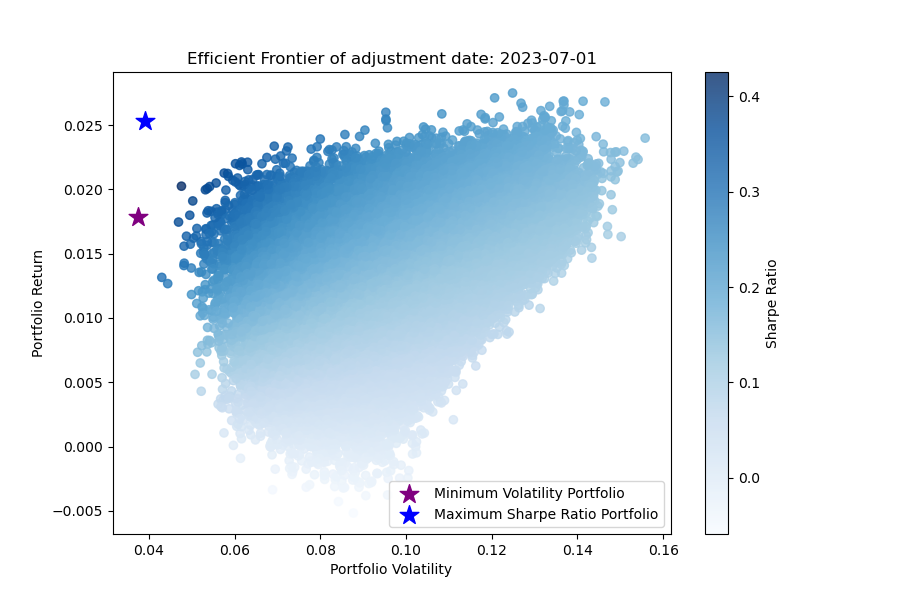 Efficient Frontier of adjustment date: 2023-07-01
Portfolio Return
0.025
0.020
0.015
0.010
0.005
0.000
−0.005
0.04 0.06 0.08 0.10 0.12 0.14 0.16
Portfolio Volatility
Minimum Volatility Portfolio
Maximum Sharpe Ratio Portfolio
0.4
0.3
0.2
0.1
0.0
Sharpe Ratio